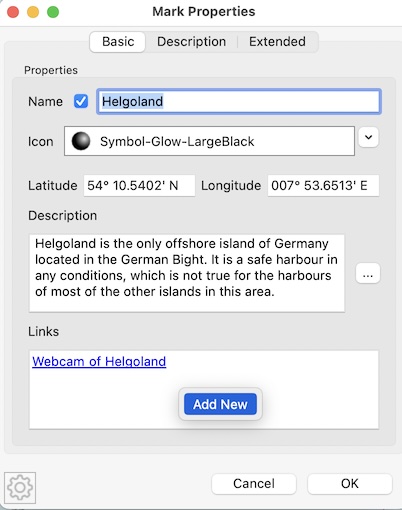 Mark Properties
Basic
Description
Extended
Properties
Name
Helgoland
Icon
Symbol-Glow-LargeBlack
Latitude
54° 10.5402' N
Longitude
007° 53.6513' E
Description
Helgoland is the only offshore island of Germany
located in the German Bight. It is a safe harbour in
any conditions, which is not true for the harbours
of most of the other islands in this area.
...
Links
Webcam of Helgoland
Add New
Cancel
OK